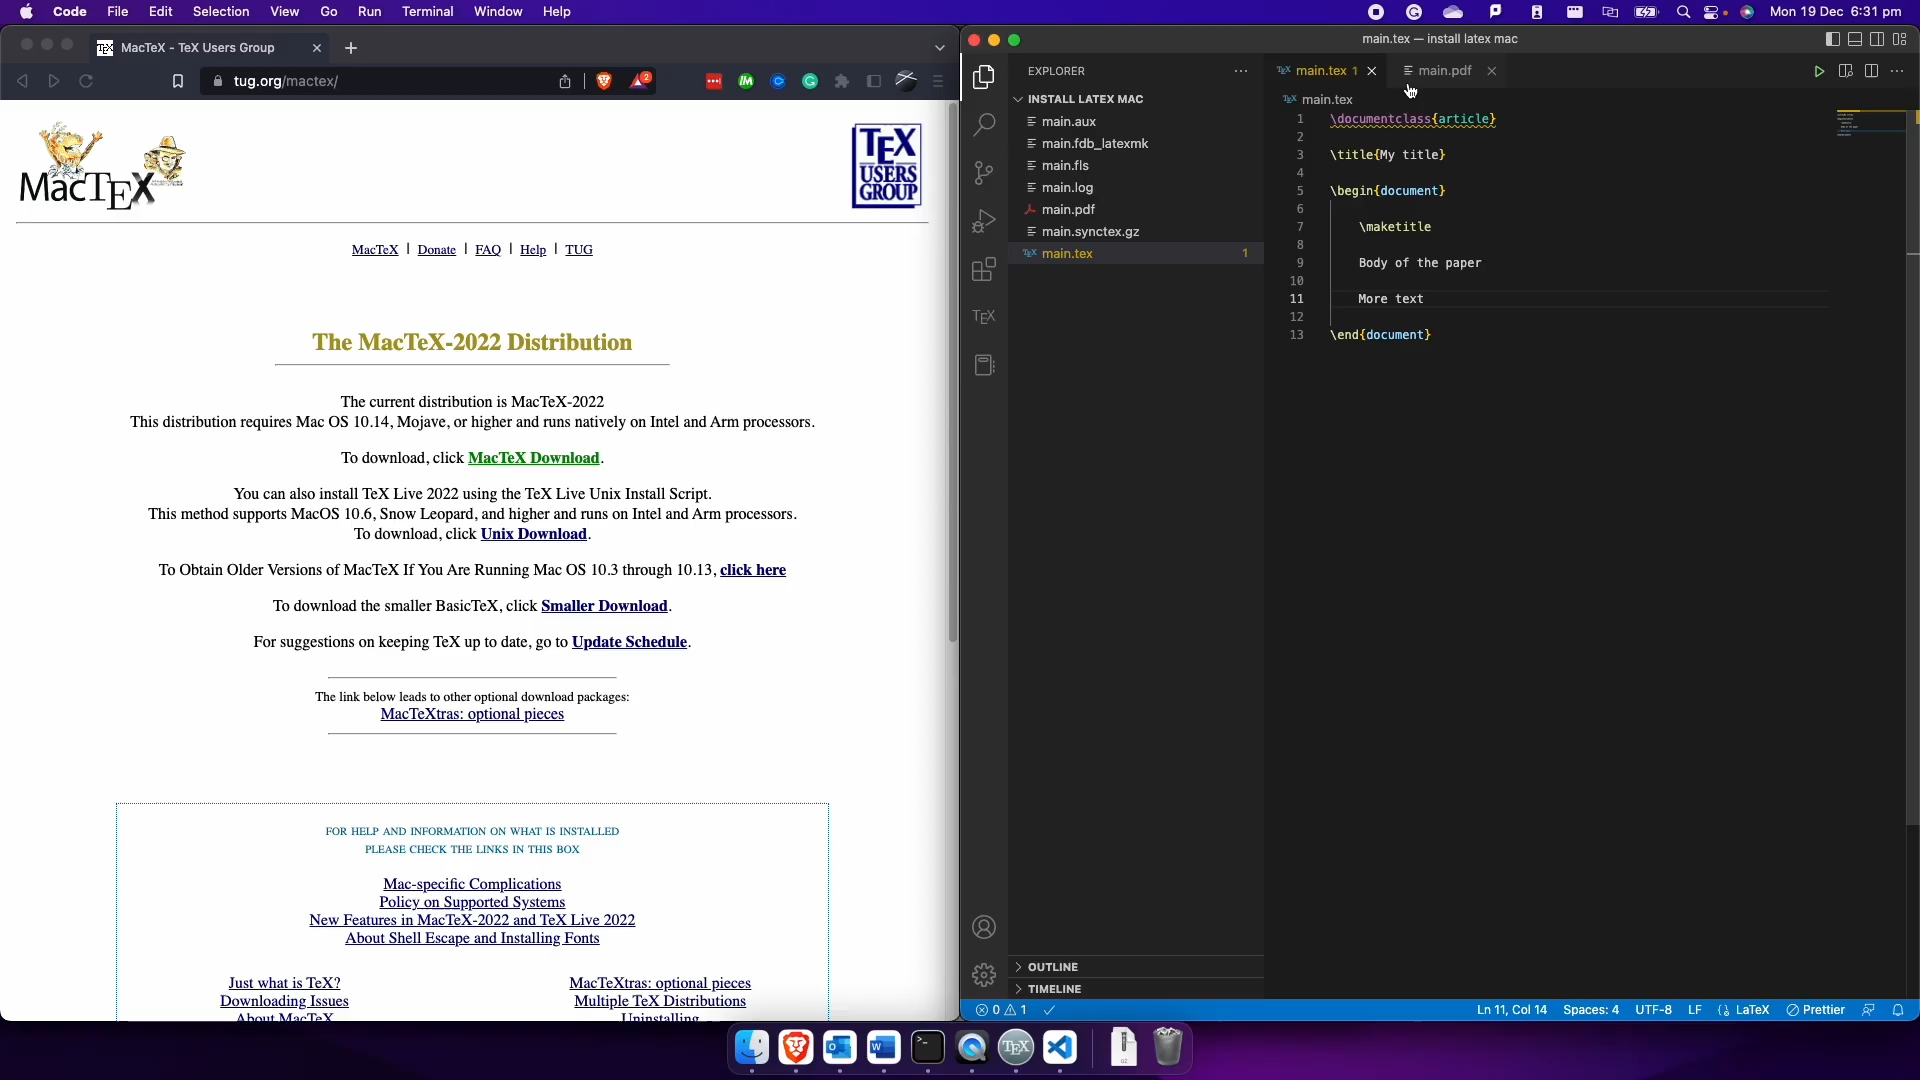 Code File Edit Selection View Go Run Terminal Window Help
Mon 19 Dec 6:31 pm
MacTeX - TeX Users Group
tug.org/mactex/
2
MacTEX
TEX
USERS
GROUP
MacTeX | Donate | FAQ | Help | TUG
The MacTeX-2022 Distribution
The current distribution is MacTeX-2022
This distribution requires Mac OS 10.14, Mojave, or higher and runs natively on Intel and Arm processors.
To download, click MacTeX Download.
You can also install TeX Live 2022 using the TeX Live Unix Install Script.
This method supports MacOS 10.6, Snow Leopard, and higher and runs on Intel and Arm processors.
To download, click Unix Download.
To Obtain Older Versions of MacTeX If You Are Running Mac OS 10.3 through 10.13, click here
To download the smaller BasicTeX, click Smaller Download.
For suggestions on keeping TeX up to date, go to Update Schedule.
The link below leads to other optional download packages:
MacTeXtras: optional pieces
FOR HELP AND INFORMATION ON WHAT IS INSTALLED
PLEASE CHECK THE LINKS IN THIS BOX
Mac-specific Complications
Policy on Supported Systems
New Features in MacTeX-2022 and TeX Live 2022
About Shell Escape and Installing Fonts
Just what is TeX?
Downloading Issues
About MacTeX
MacTeXtras: optional pieces
Multiple TeX Distributions
Uninstalling
main.tex — install latex mac
EXPLORER
INSTALL LATEX MAC
main.aux
main.fdb_latexmk
main.fls
main.log
main.pdf
main.synctex.gz
main.tex 1
TEX
OUTLINE
TIMELINE
main.tex 1
main.pdf
main.tex
1 \documentclass{article}
2
3 \title{My title}
4
5 \begin{document}
6
7 \maketitle
8
9 Body of the paper
10
11 More text
12
13 \end{document}
0 1
Ln 11, Col 14 Spaces: 4 UTF-8 LF {} LaTeX Prettier
TEX
GZ